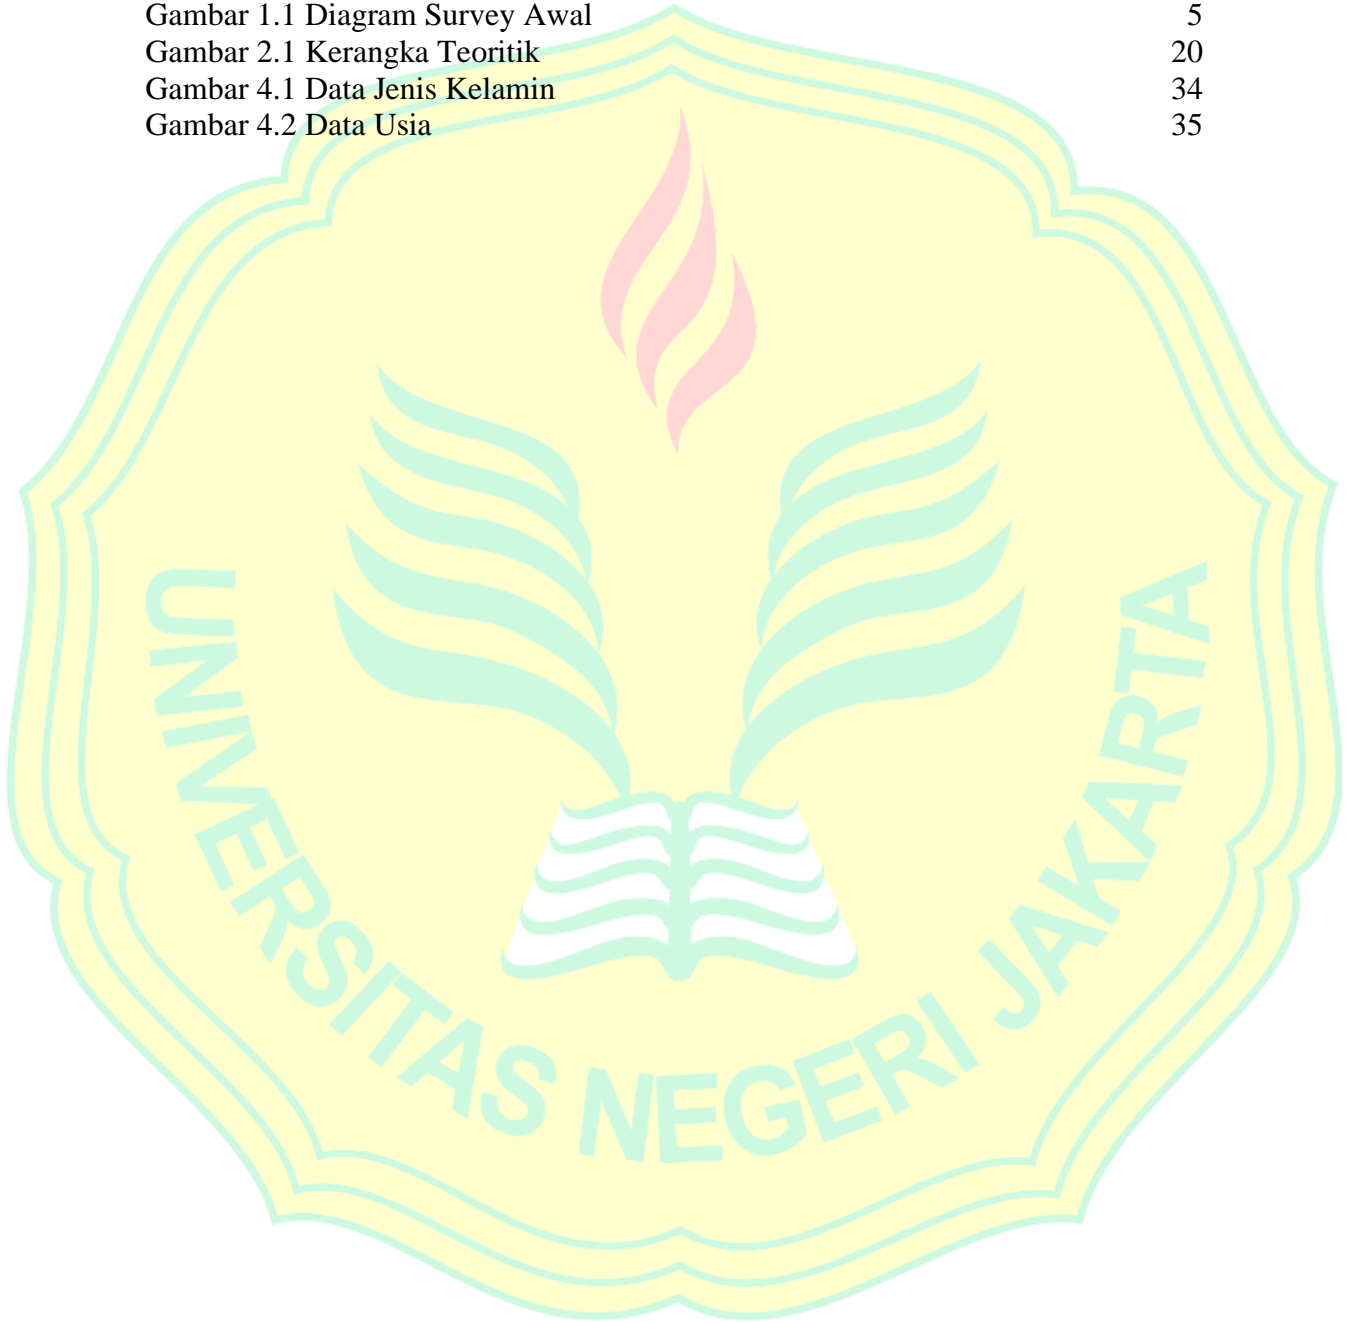 Gambar 1.1 Diagram Survey Awal 5
Gambar 2.1 Kerangka Teoritik 20
Gambar 4.1 Data Jenis Kelamin 34
Gambar 4.2 Data Usia 35
UNIVERSITAS NEGERI JAKARTA